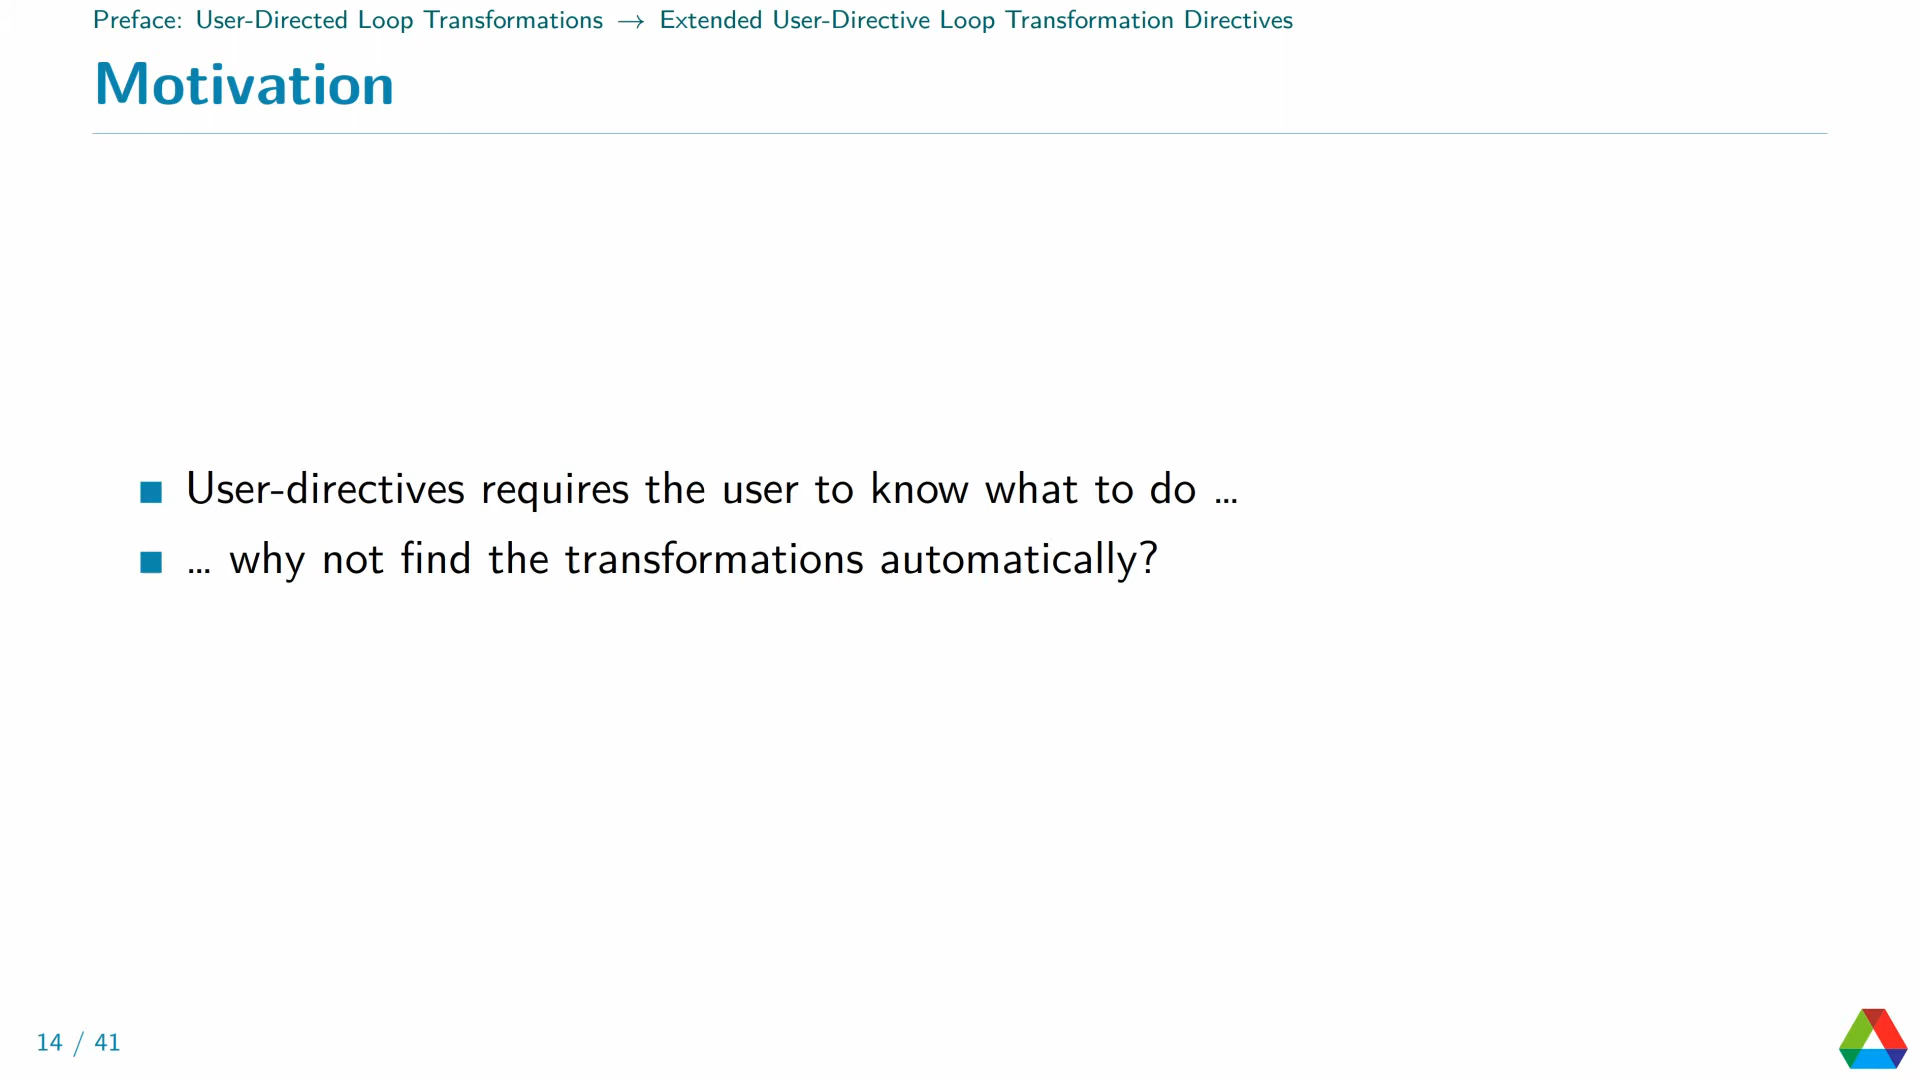 Preface: User-Directed Loop Transformations → Extended User-Directive Loop Transformation Directives
Motivation
■ User-directives requires the user to know what to do ...
■ ... why not find the transformations automatically?
14 / 41